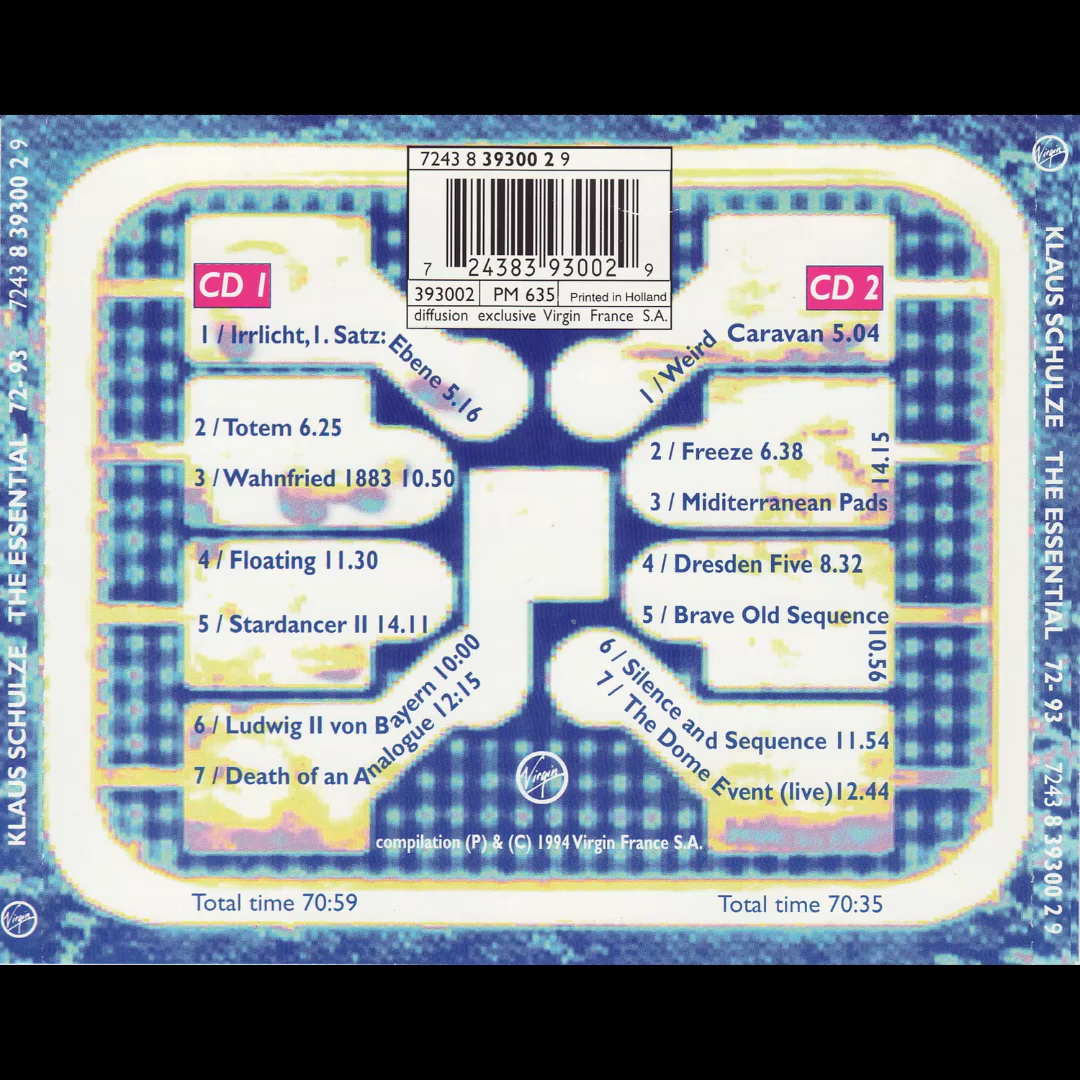 7243 8 39300 2 9
7 24383 93002 9
393002 PM 635 Printed in Holland
diffusion exclusive Virgin France S.A.
CD 1
1 / Irrlicht,1. Satz: Ebene 5.16
2 / Totem 6.25
3 / Wahnfried 1883 10.50
4 / Floating 11.30
5 / Stardancer II 14.11
6 / Ludwig II von Bayern 10:00
7 / Death of an Analogue 12:15
Total time 70:59
CD 2
1 / Weird Caravan 5.04
2 / Freeze 6.38
3 / Miditerranean Pads 14.15
4 / Dresden Five 8.32
5 / Brave Old Sequence 10.56
6 / Silence and Sequence 11.54
7 / The Dome Event (live)12.44
Total time 70:35
Virgin
compilation (P) & (C) 1994 Virgin France S.A.
KLAUS SCHULZE THE ESSENTIAL 72-93 7243 8 39300 2 9
Virgin
Virgin
KLAUS SCHULZE THE ESSENTIAL 72-93 7243 8 39300 2 9